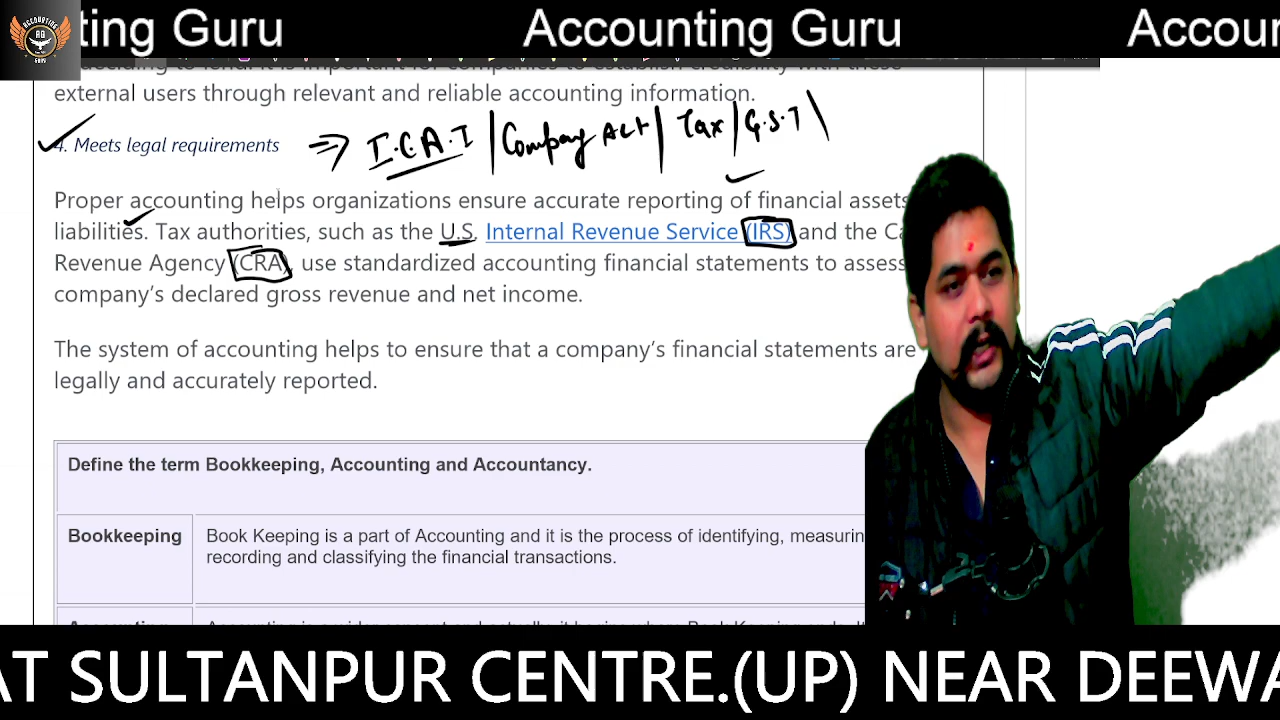 ting Guru Accounting Guru Accoun
ACCOUNTING
AG
external users through relevant and reliable accounting information.
4. Meets legal requirements ⇒ I.C.A.I | Company Act | Tax | G.S.T |
Proper accounting helps organizations ensure accurate reporting of financial assets
liabilities. Tax authorities, such as the U.S. Internal Revenue Service (IRS) and the Ca
Revenue Agency (CRA), use standardized accounting financial statements to assess
company's declared gross revenue and net income.
The system of accounting helps to ensure that a company's financial statements are
legally and accurately reported.
Define the term Bookkeeping, Accounting and Accountancy.
Bookkeeping Book Keeping is a part of Accounting and it is the process of identifying, measurin
recording and classifying the financial transactions.
AT SULTANPUR CENTRE.(UP) NEAR DEEWA